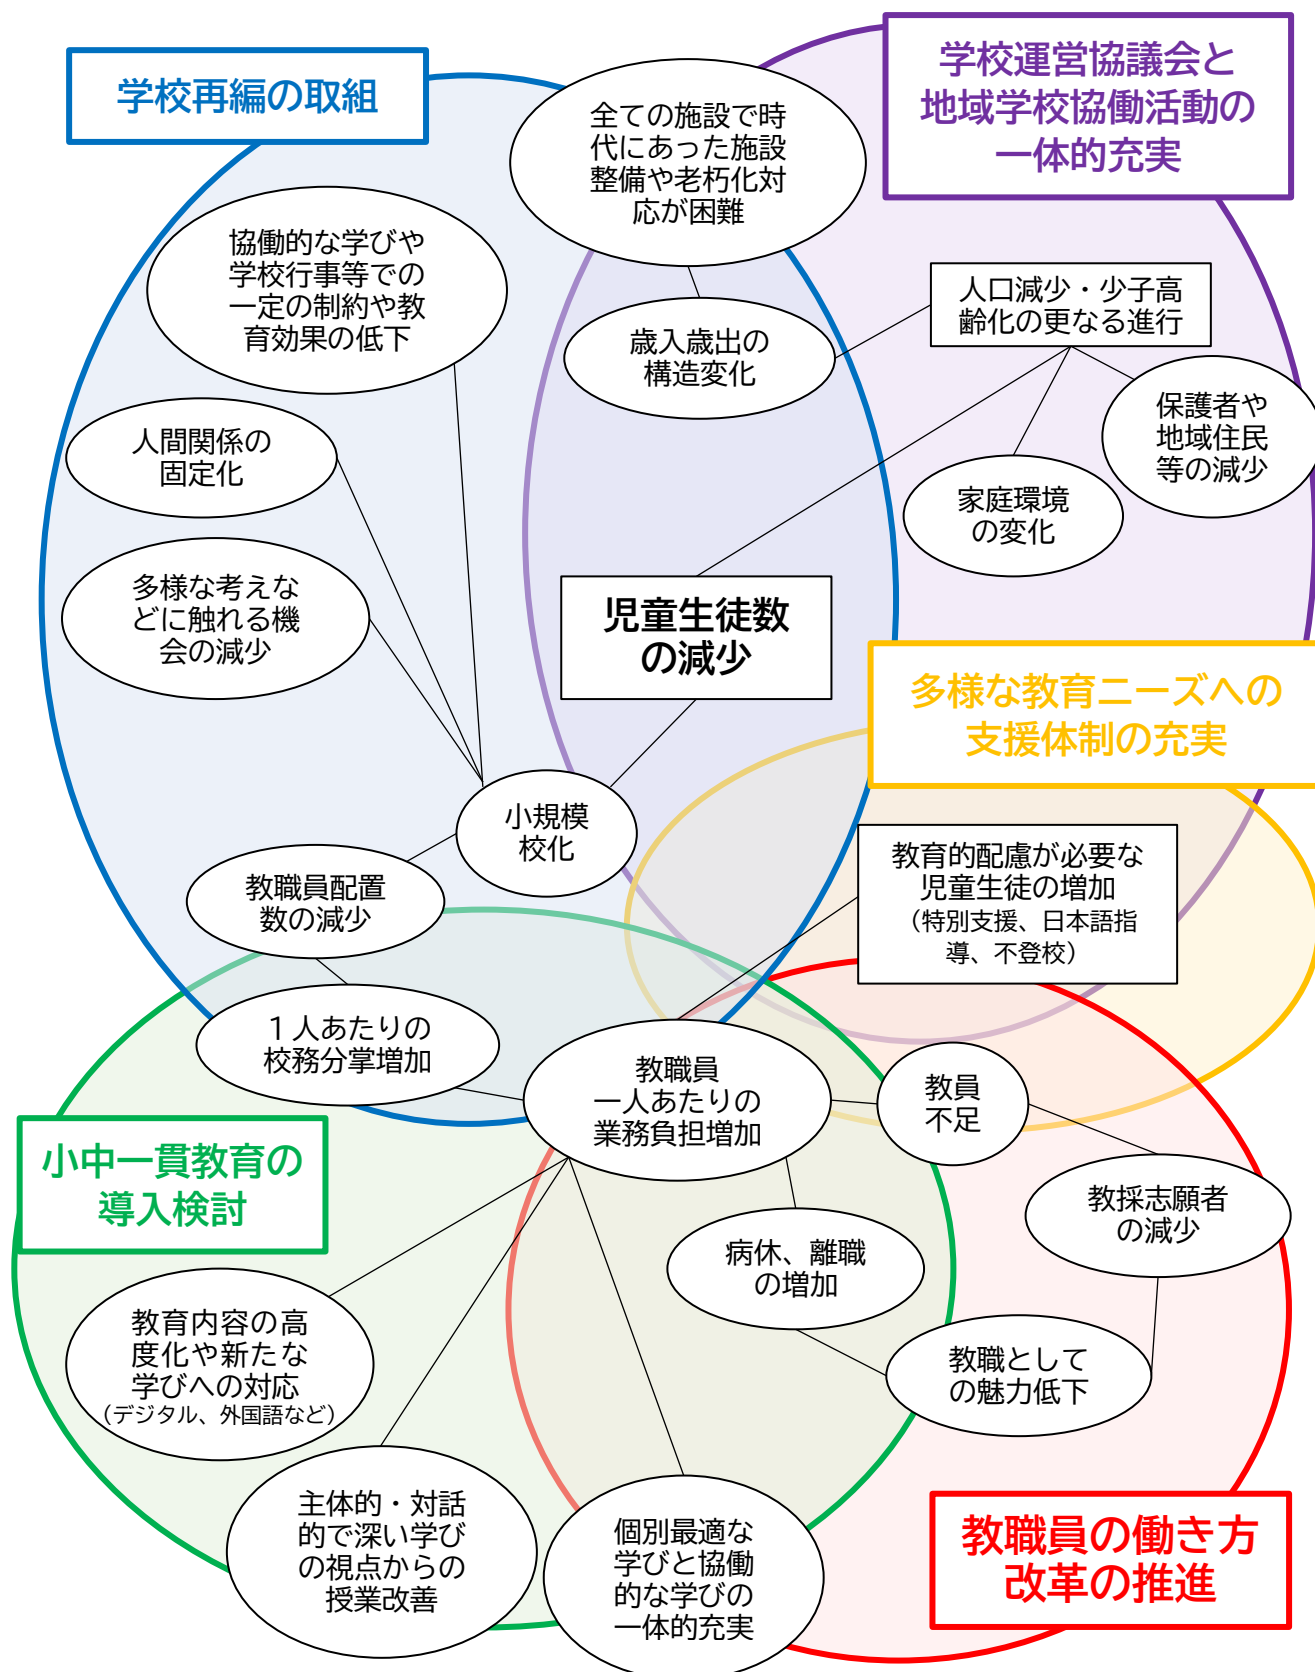 学校再編の取組
学校運営協議会と
地域学校協働活動の
一体的充実
全ての施設で時
代にあった施設
整備や老朽化対
応が困難
協働的な学びや
学校行事等での
一定の制約や教
育効果の低下
人口減少・少子高
齢化の更なる進行
歳入歳出の
構造変化
保護者や
地域住民
等の減少
人間関係の
固定化
家庭環境
の変化
多様な考えな
どに触れる機
会の減少
児童生徒数
の減少
多様な教育ニーズへの
支援体制の充実
小規模
校化
教育的配慮が必要な
児童生徒の増加
（特別支援、日本語指
導、不登校）
教職員配置
数の減少
１人あたりの
校務分掌増加
教職員
一人あたりの
業務負担増加
教員
不足
小中一貫教育の
導入検討
教採志願者
の減少
病休、離職
の増加
教育内容の高
度化や新たな
学びへの対応
（デジタル、外国語など）
教職として
の魅力低下
主体的・対話
的で深い学び
の視点からの
授業改善
個別最適な
学びと協働
的な学びの
一体的充実
教職員の働き方
改革の推進